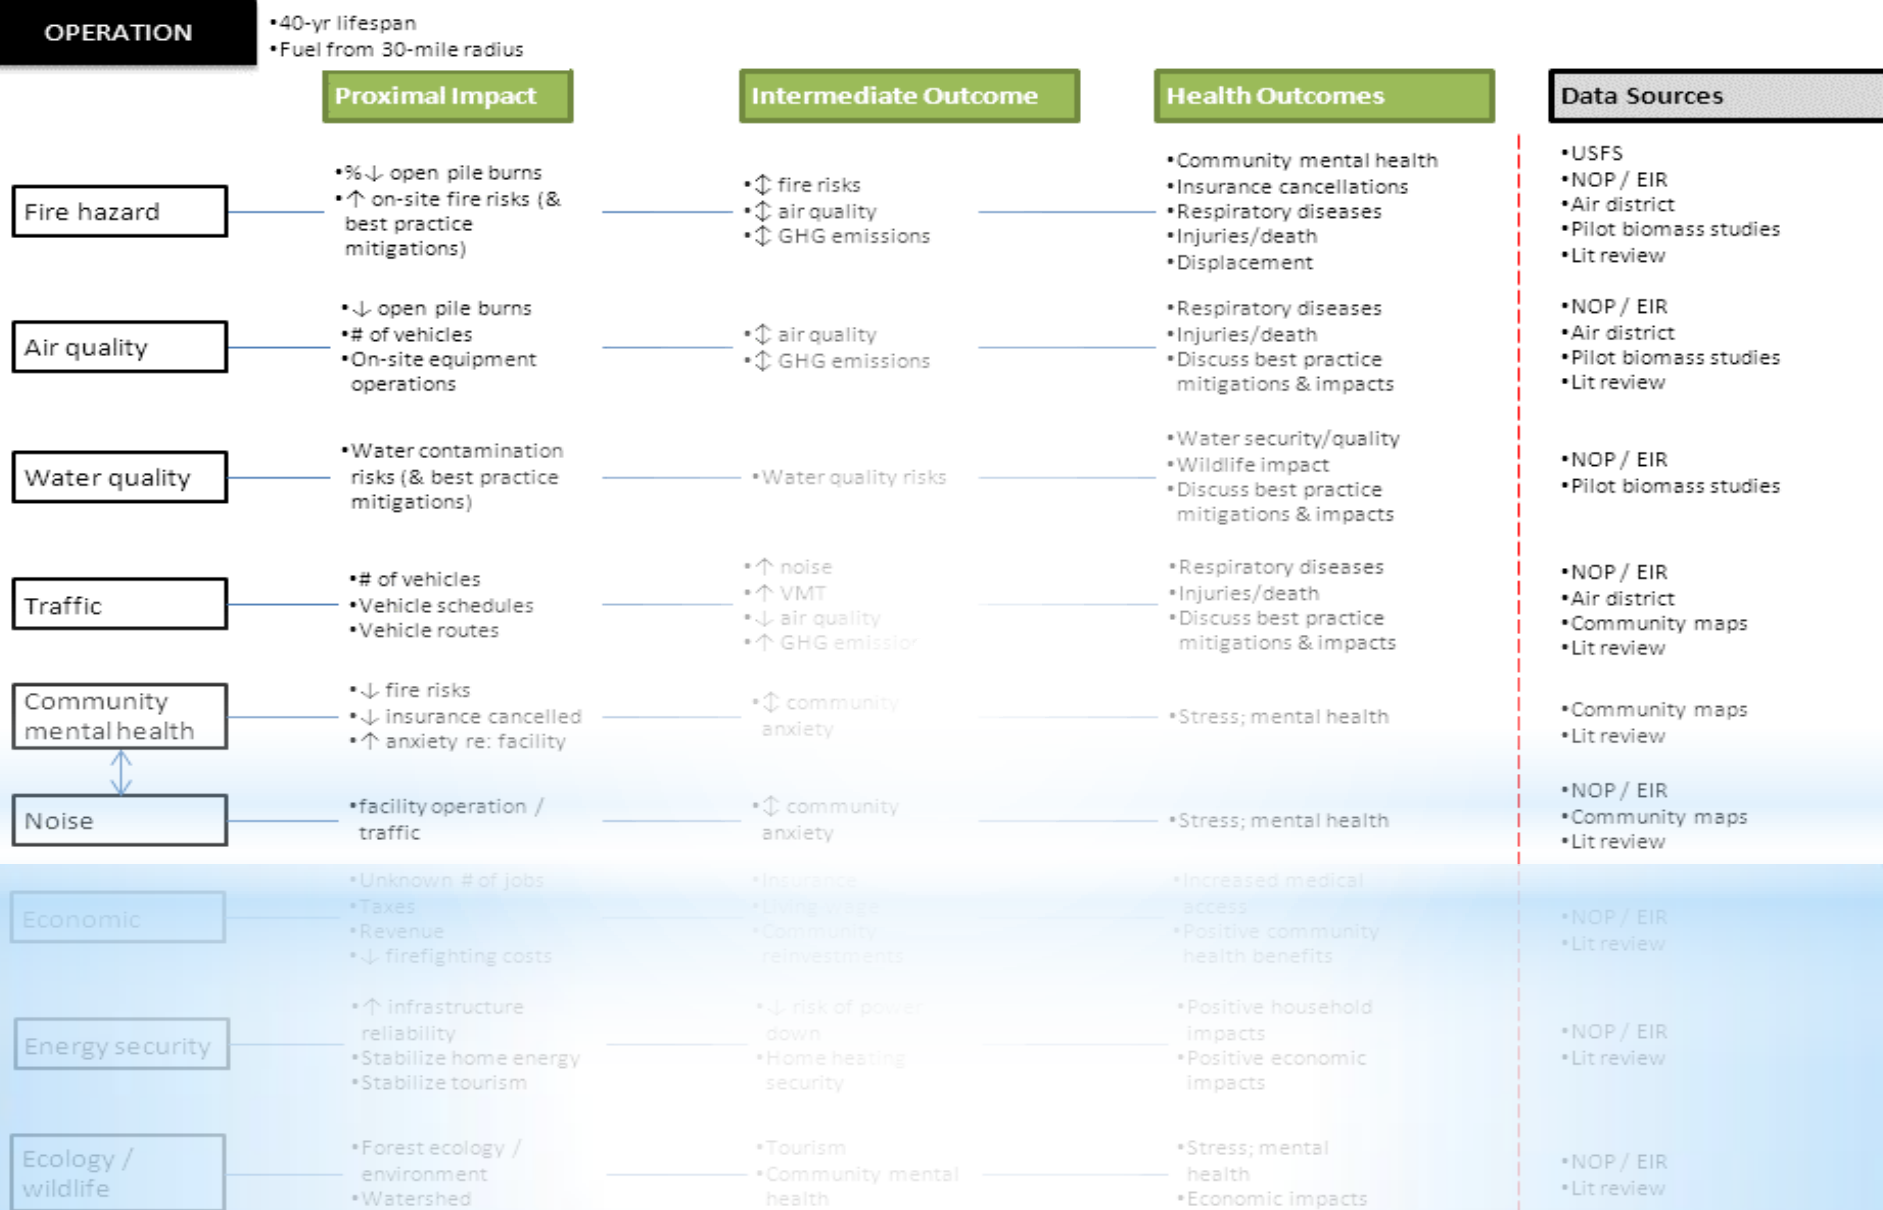 OPERATION
•40-yr lifespan
•Fuel from 30-mile radius
Proximal Impact
Intermediate Outcome
Health Outcomes
Data Sources
Fire hazard
•%↓ open pile burns
•↑ on-site fire risks (&
best practice
mitigations)
•↕ fire risks
•↕ air quality
•↕ GHG emissions
•Community mental health
•Insurance cancellations
•Respiratory diseases
•Injuries/death
•Displacement
•USFS
•NOP / EIR
•Air district
•Pilot biomass studies
•Lit review
Air quality
•↓ open pile burns
•# of vehicles
•On-site equipment
operations
•↕ air quality
•↕ GHG emissions
•Respiratory diseases
•Injuries/death
•Discuss best practice
mitigations & impacts
•NOP / EIR
•Air district
•Pilot biomass studies
•Lit review
Water quality
•Water contamination
risks (& best practice
mitigations)
•Water quality risks
•Water security/quality
•Wildlife impact
•Discuss best practice
mitigations & impacts
•NOP / EIR
•Pilot biomass studies
Traffic
•# of vehicles
•Vehicle schedules
•Vehicle routes
•↑ noise
•↑ VMT
•↓ air quality
•↑ GHG emission
•Respiratory diseases
•Injuries/death
•Discuss best practice
mitigations & impacts
•NOP / EIR
•Air district
•Community maps
•Lit review
Community
mental health
•↓ fire risks
•↓ insurance cancelled
•↑ anxiety re: facility
•↕ community
anxiety
•Stress; mental health
•Community maps
•Lit review
Noise
•facility operation /
traffic
•↕ community
anxiety
•Stress; mental health
•NOP / EIR
•Community maps
•Lit review
Economic
•Unknown # of jobs
•Taxes
•Revenue
•↓ firefighting costs
•Insurance
•Living wage
•Community
reinvestments
•Increased medical
access
•Positive community
health benefits
•NOP / EIR
•Lit review
Energy security
•↑ infrastructure
reliability
•Stabilize home energy
•Stabilize tourism
•↓ risk of power
down
•Home heating
security
•Positive household
impacts
•Positive economic
impacts
•NOP / EIR
•Lit review
Ecology /
wildlife
•Forest ecology /
environment
•Watershed
•Tourism
•Community mental
health
•Stress; mental
health
•Economic impacts
•NOP / EIR
•Lit review